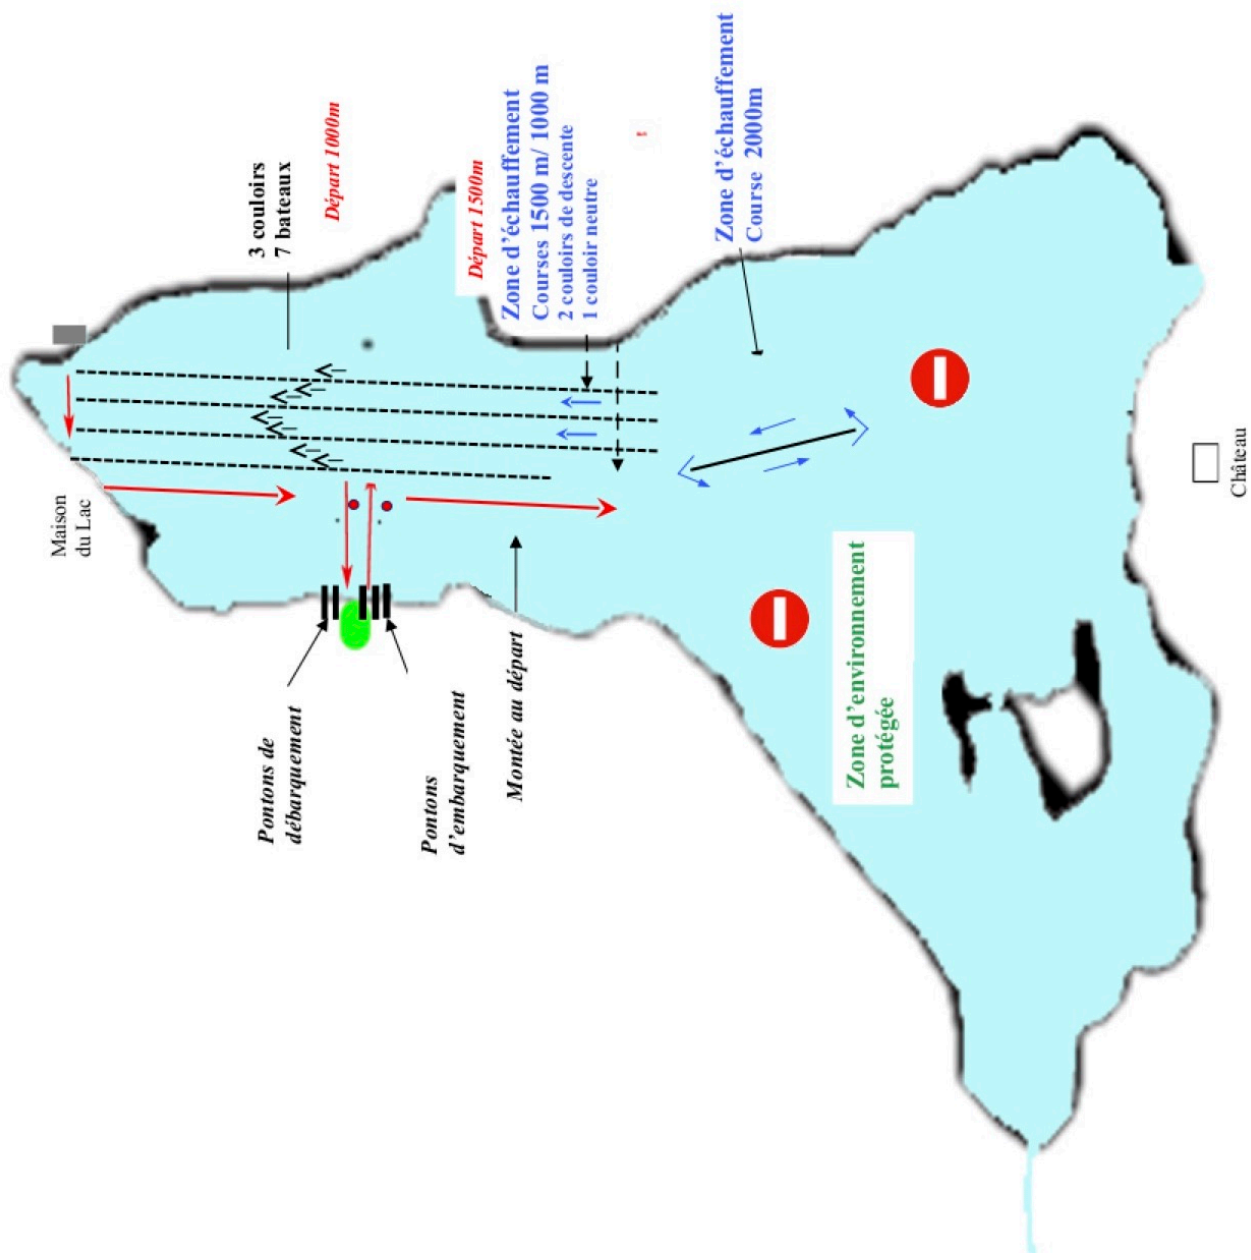 3 couloirs
7 bateaux
Départ 1000m
Départ 1500m
Zone d'échauffement
Courses 1500 m/ 1000 m
2 couloirs de descente
1 couloir neutre
Zone d'échauffement
Course 2000m
Maison
du Lac
Pontons de
débarquement
Pontons
d'embarquement
Montée au départ
Zone d'environnement
protégée
Château